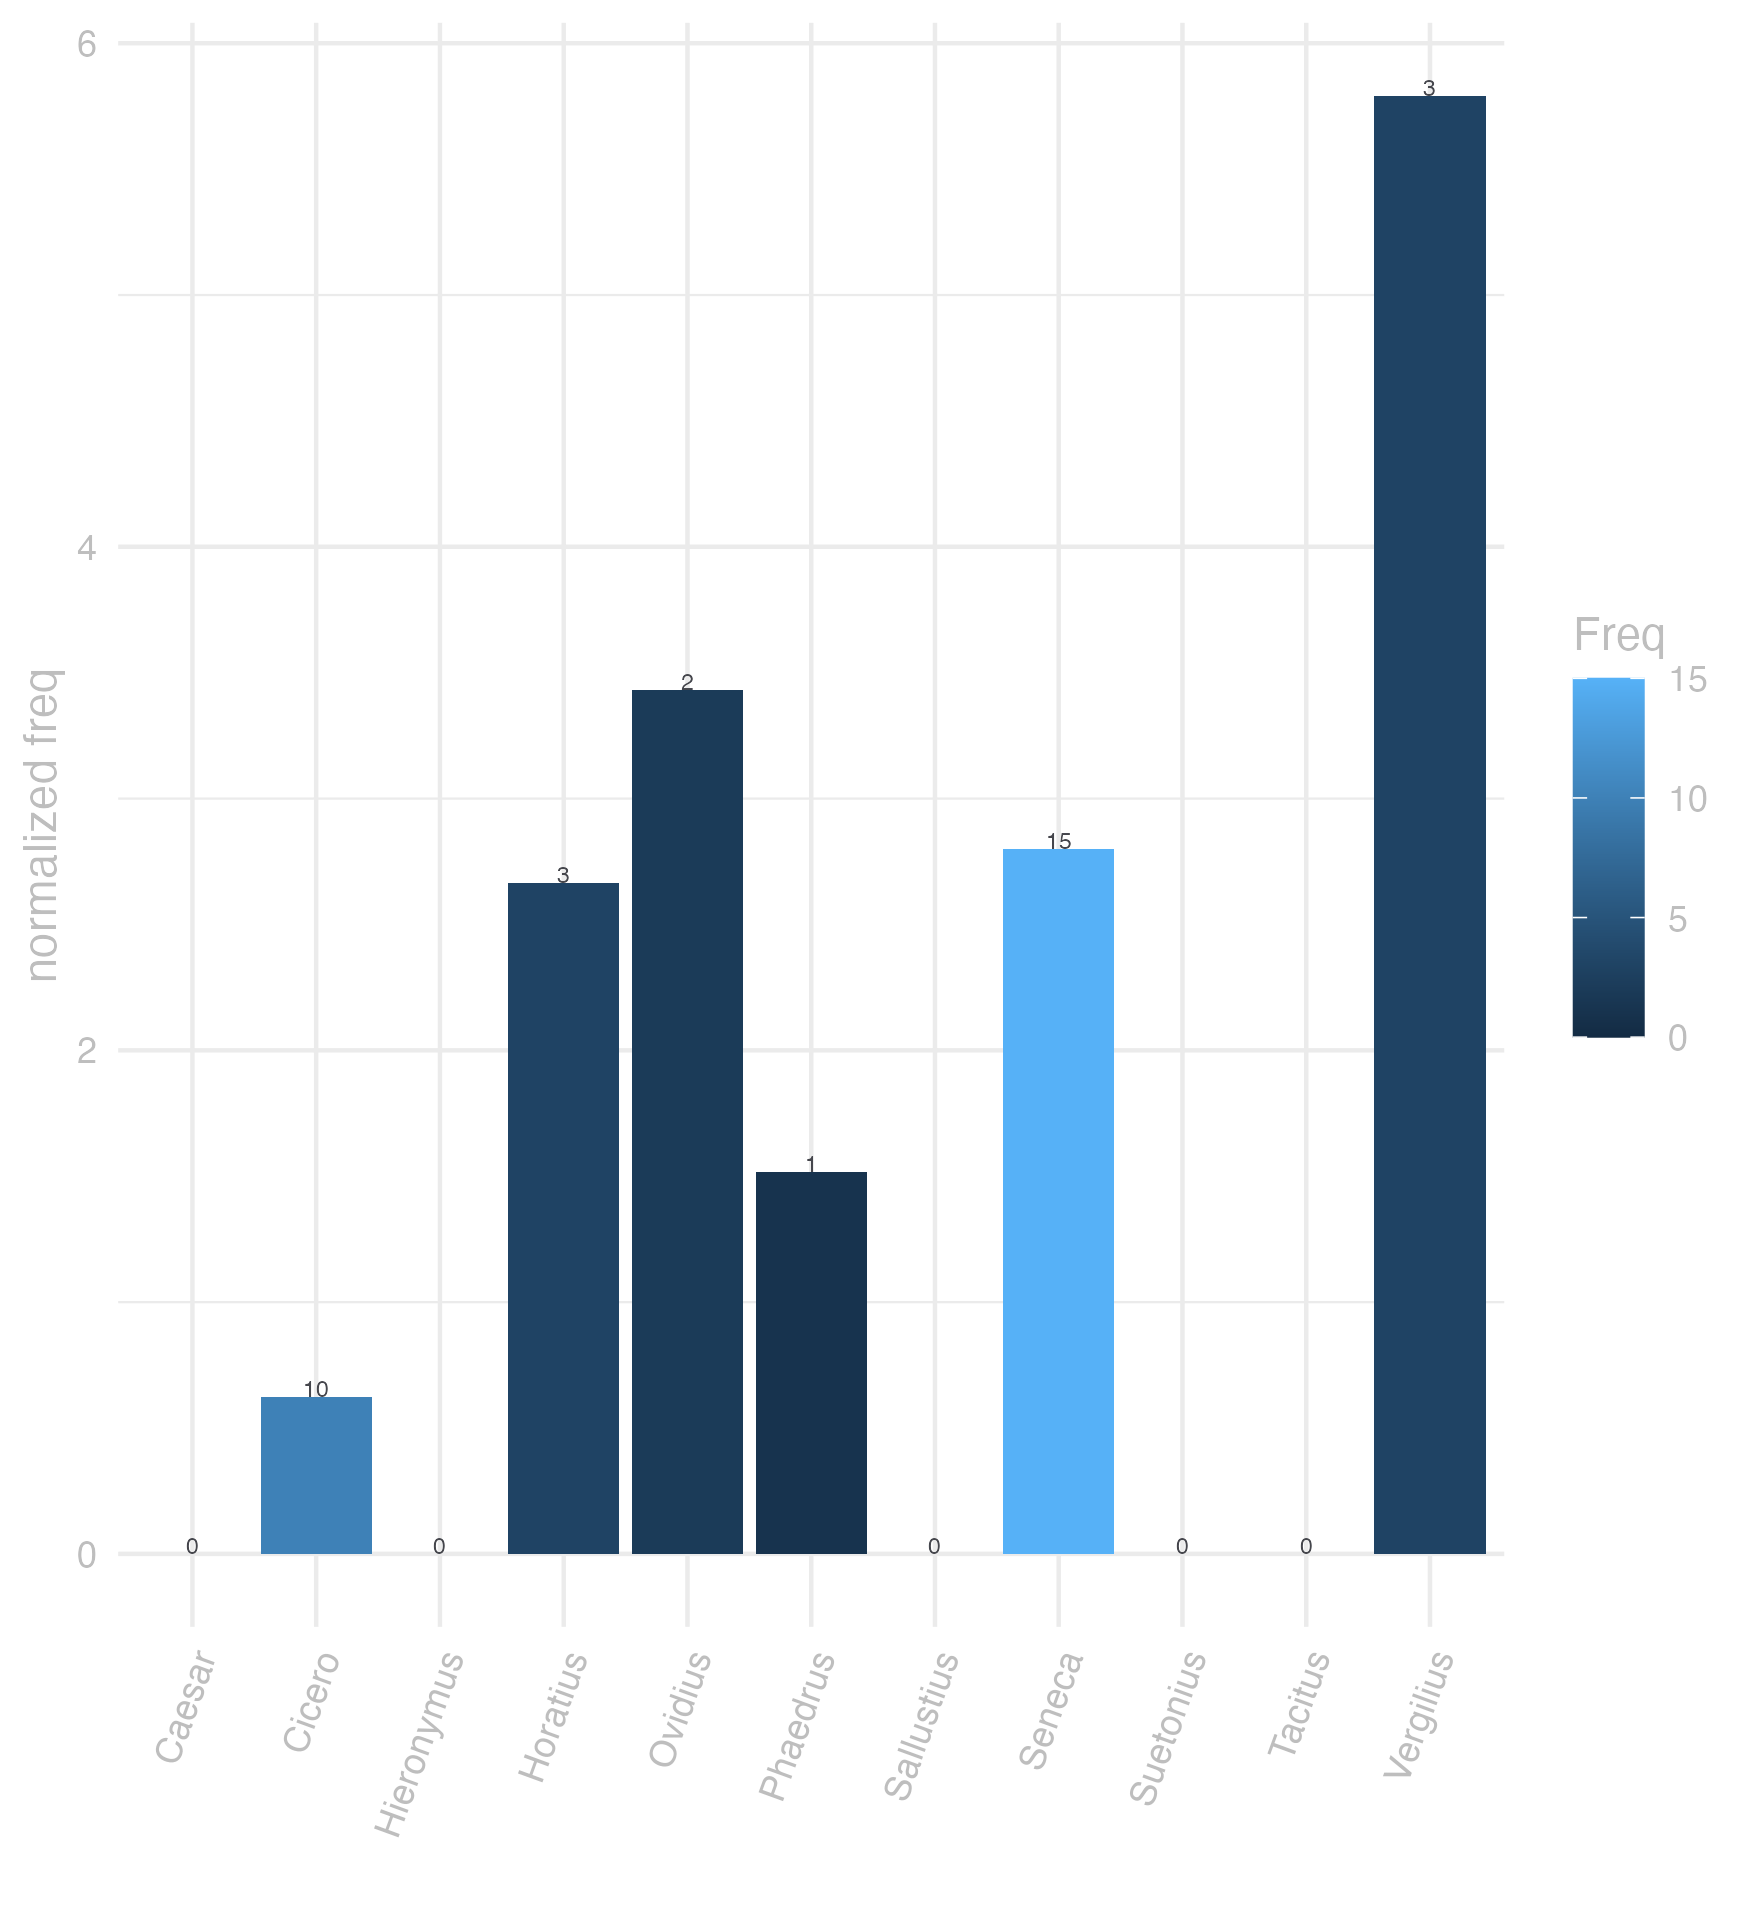 normalized freq
6
4
2
0
0
10
0
3
2
1
0
15
0
0
3
Caesar
Cicero
Hieronymus
Horatius
Ovidius
Phaedrus
Sallustius
Seneca
Suetonius
Tacitus
Vergilius
Freq
15
10
5
0